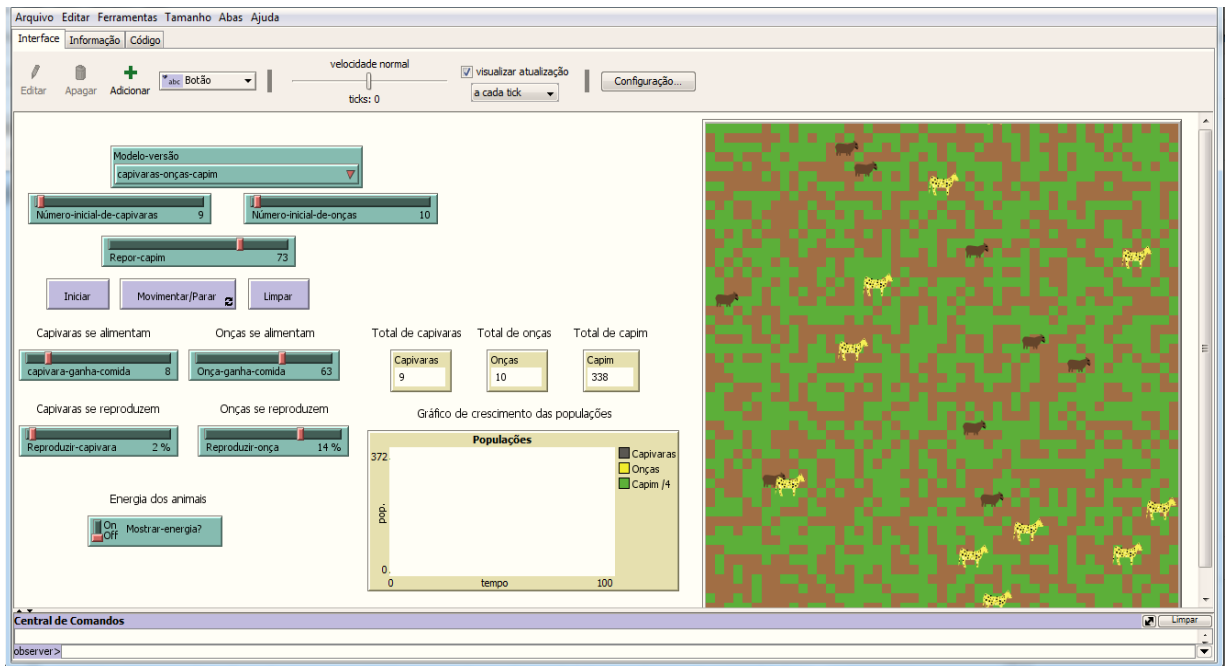 Arquivo Editar Ferramentas Tamanho Abas Ajuda
Interface Informação Código
Editar Apagar Adicionar abc Botão
velocidade normal
ticks: 0
visualizar atualização
a cada tick
Configuração...
Modelo-versão
capivaras-onças-capim
Número-inicial-de-capivaras 9
Número-inicial-de-onças 10
Repor-capim 73
Iniciar Movimentar/Parar Limpar
Capivaras se alimentam Onças se alimentam
capivara-ganha-comida 8 Onça-ganha-comida 63
Total de capivaras Total de onças Total de capim
Capivaras Onças Capim
9 10 338
Capivaras se reproduzem Onças se reproduzem
Reproduzir-capivara 2 % Reproduzir-onça 14 %
Gráfico de crescimento das populações
Populações
372
pop.
0
0 tempo 100
Capivaras
Onças
Capim /4
Energia dos animais
On
Off
Mostrar-energia?
Central de Comandos Limpar
observer>